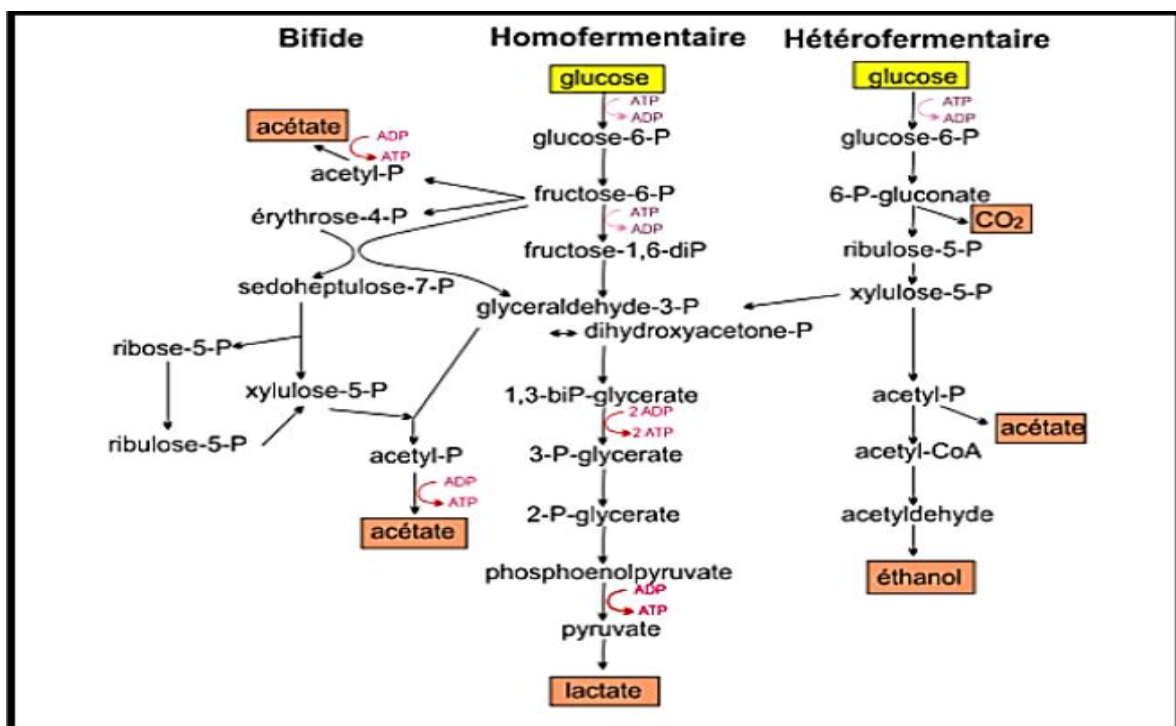 Bifide
Homofermentaire
Hétérofermentaire
acétate
ADP
ATP
acetyl-P
érythrose-4-P
sedoheptulose-7-P
ribose-5-P
xylulose-5-P
ribulose-5-P
acetyl-P
ADP
ATP
acétate
glucose
ATP
ADP
glucose-6-P
fructose-6-P
ATP
ADP
fructose-1,6-diP
glyceraldehyde-3-P
dihydroxyacetone-P
1,3-biP-glycerate
2 ADP
2 ATP
3-P-glycerate
2-P-glycerate
phosphoenolpyruvate
ADP
ATP
pyruvate
lactate
glucose
ATP
ADP
glucose-6-P
6-P-gluconate
CO₂
ribulose-5-P
xylulose-5-P
acetyl-P
acétate
acetyl-CoA
acetyldehyde
éthanol